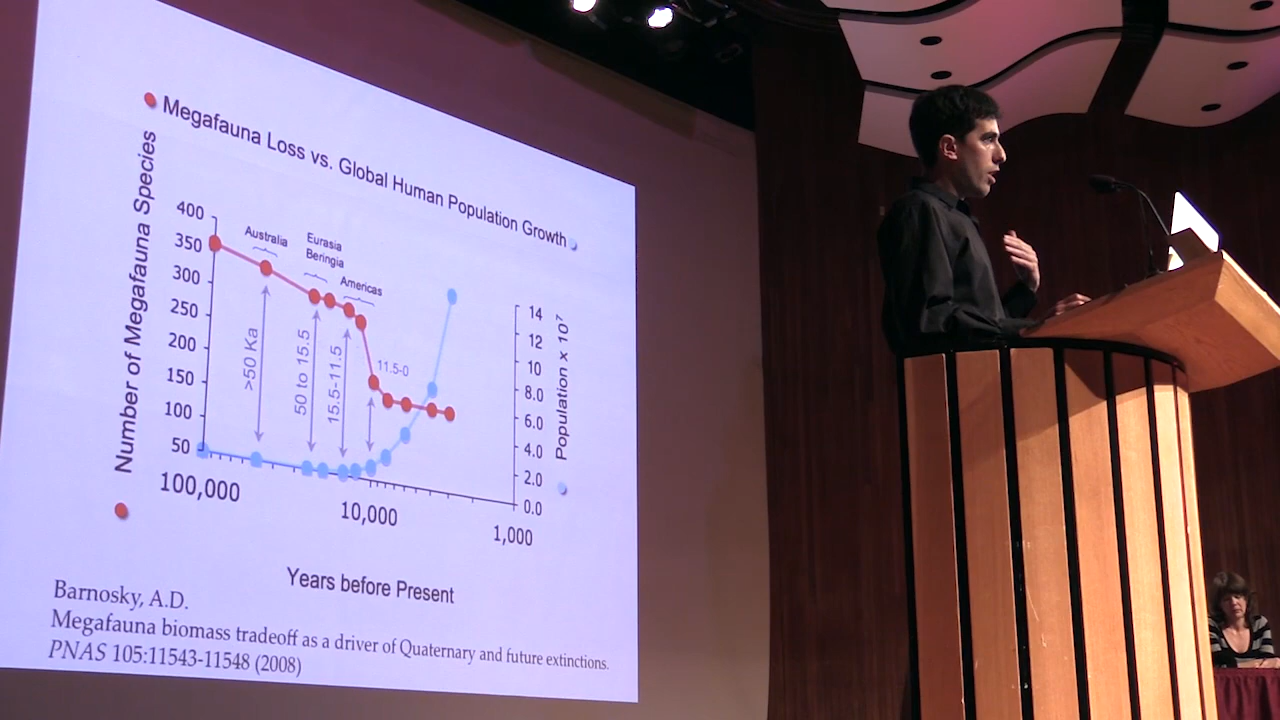 Megafauna Loss vs. Global Human Population Growth
Number of Megafauna Species
400
350
300
250
200
150
100
50
Australia
Eurasia
Beringia
Americas
>50 Ka
50 to 15.5
15.5-11.5
11.5-0
14
12
10
8.0
6.0
4.0
2.0
0.0
Population x 10⁷
100,000
10,000
1,000
Years before Present
Barnosky, A.D.
Megafauna biomass tradeoff as a driver of Quaternary and future extinctions.
PNAS 105:11543-11548 (2008)